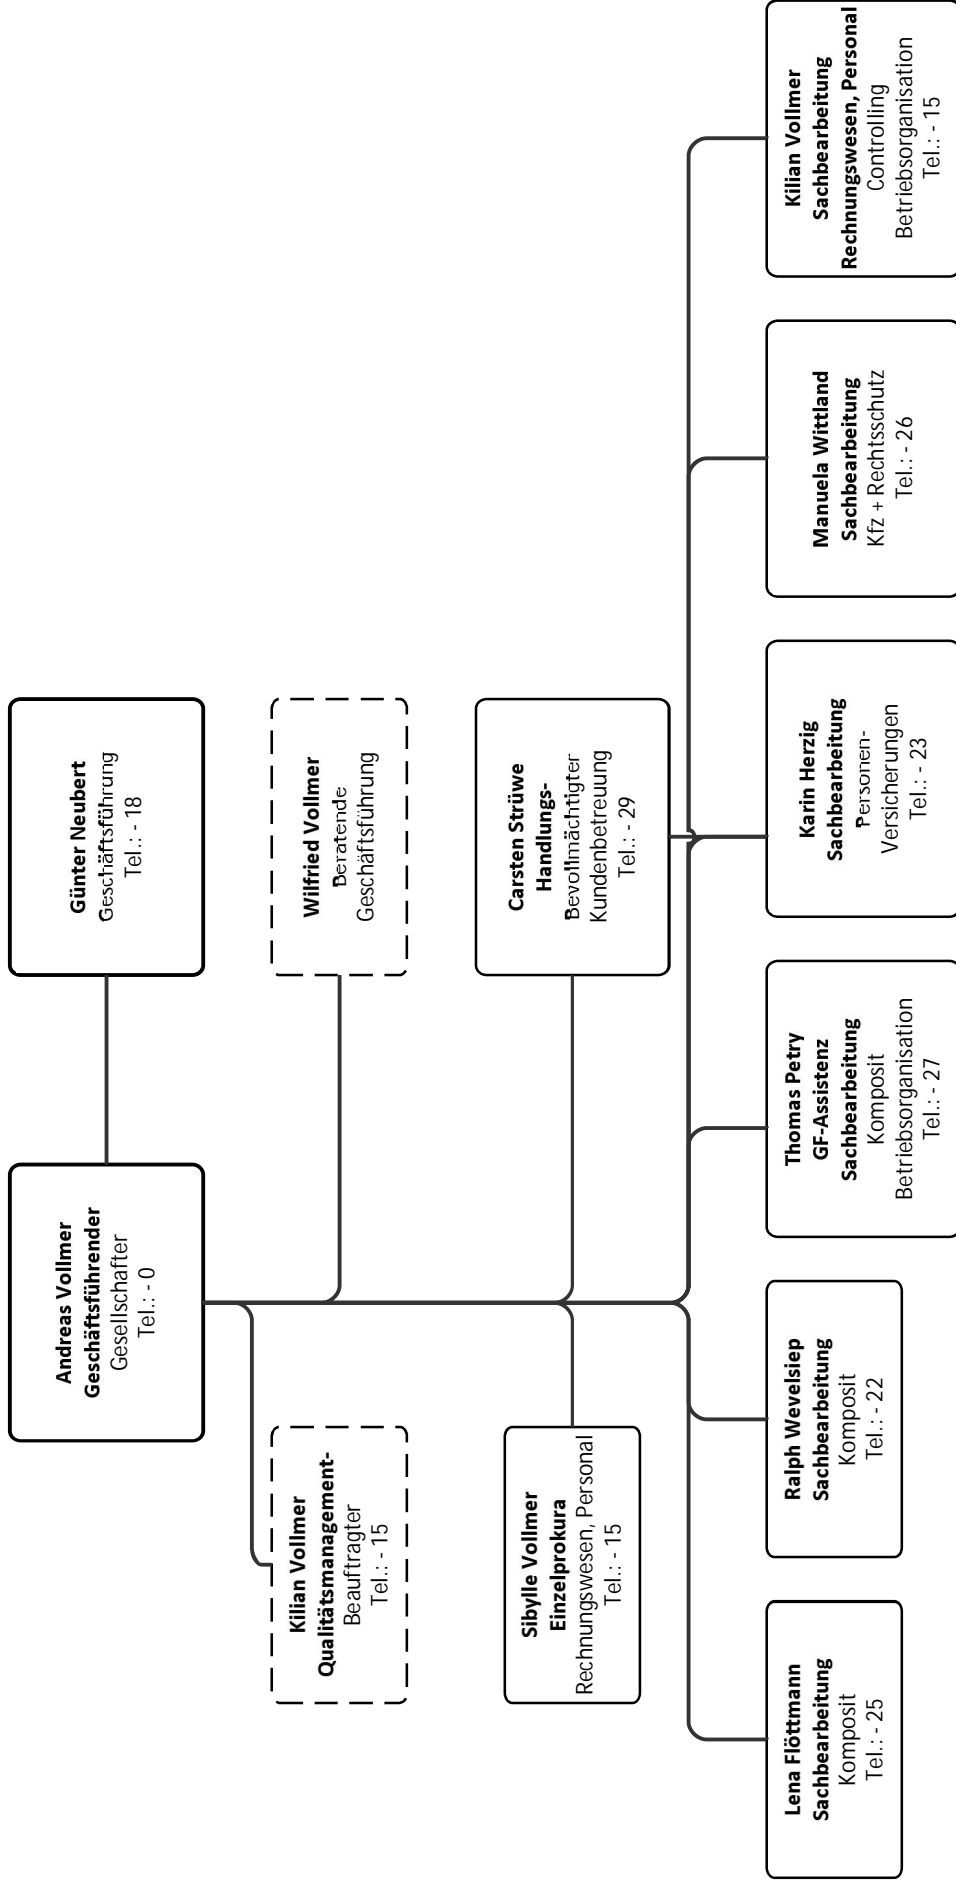 Andreas Vollmer
Geschäftsführender
Gesellschafter
Tel.: - 0
Günter Neubert
Geschäftsführung
Tel.: - 18
Kilian Vollmer
Qualitätsmanagement-
Beauftragter
Tel.: - 15
Wilfried Vollmer
Beratende
Geschäftsführung
Sibylle Vollmer
Einzelprokura
Rechnungswesen, Personal
Tel.: - 15
Carsten Strüwe
Handlungs-
Bevollmächtigter
Kundenbetreuung
Tel.: - 29
Lena Flöttmann
Sachbearbeitung
Komposit
Tel.: - 25
Ralph Wevelsiep
Sachbearbeitung
Komposit
Tel.: - 22
Thomas Petry
GF-Assistenz
Sachbearbeitung
Komposit
Betriebsorganisation
Tel.: - 27
Karin Herzig
Sachbearbeitung
Personen-
Versicherungen
Tel.: - 23
Manuela Wittland
Sachbearbeitung
Kfz + Rechtsschutz
Tel.: - 26
Kilian Vollmer
Sachbearbeitung
Rechnungswesen, Personal
Controlling
Betriebsorganisation
Tel.: - 15